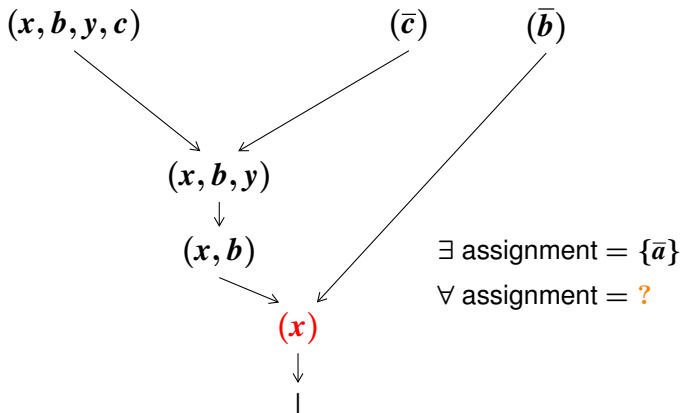 (x, b, y, c) (c̅) (b̅)
(x, b, y)
(x, b)
∃ assignment = {a̅}
∀ assignment = ?
(x)